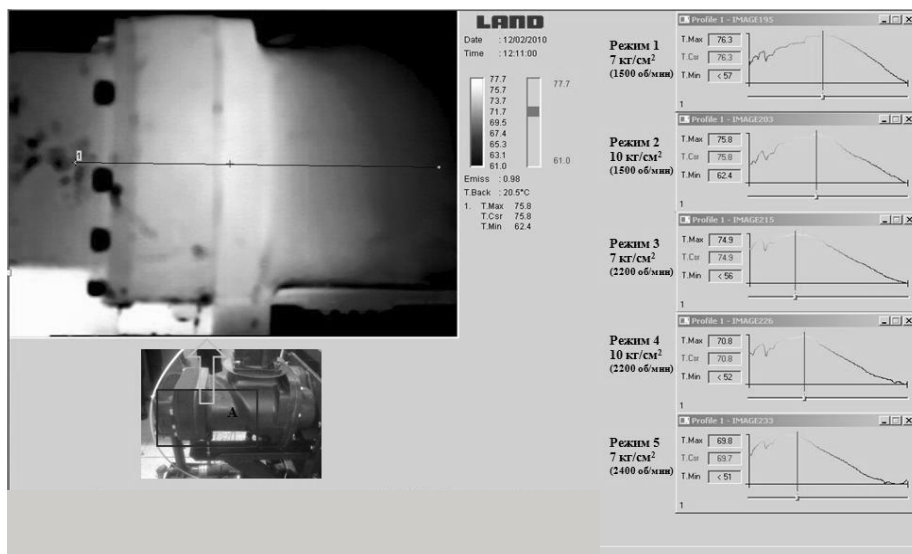 LAND
Date : 12/02/2010
Time : 12:11:00
77.7
75.7
73.7
71.7
69.5
67.4
65.3
63.1
61.0
77.7
61.0
Emiss : 0.98
T.Back : 20.5°C
1. T.Max 75.8
T.Csr 75.8
T.Min 62.4
1
A
Режим 1
7 кг/см²
(1500 об/мин)
Profile 1 - IMAGE195
T.Max 76.3
T.Csr 76.3
T.Min < 57
1
Режим 2
10 кг/см²
(1500 об/мин)
Profile 1 - IMAGE203
T.Max 75.8
T.Csr 75.8
T.Min 62.4
1
Режим 3
7 кг/см²
(2200 об/мин)
Profile 1 - IMAGE215
T.Max 74.9
T.Csr 74.9
T.Min < 56
1
Режим 4
10 кг/см²
(2200 об/мин)
Profile 1 - IMAGE226
T.Max 70.8
T.Csr 70.8
T.Min < 52
1
Режим 5
7 кг/см²
(2400 об/мин)
Profile 1 - IMAGE233
T.Max 69.8
T.Csr 69.7
T.Min < 51
1